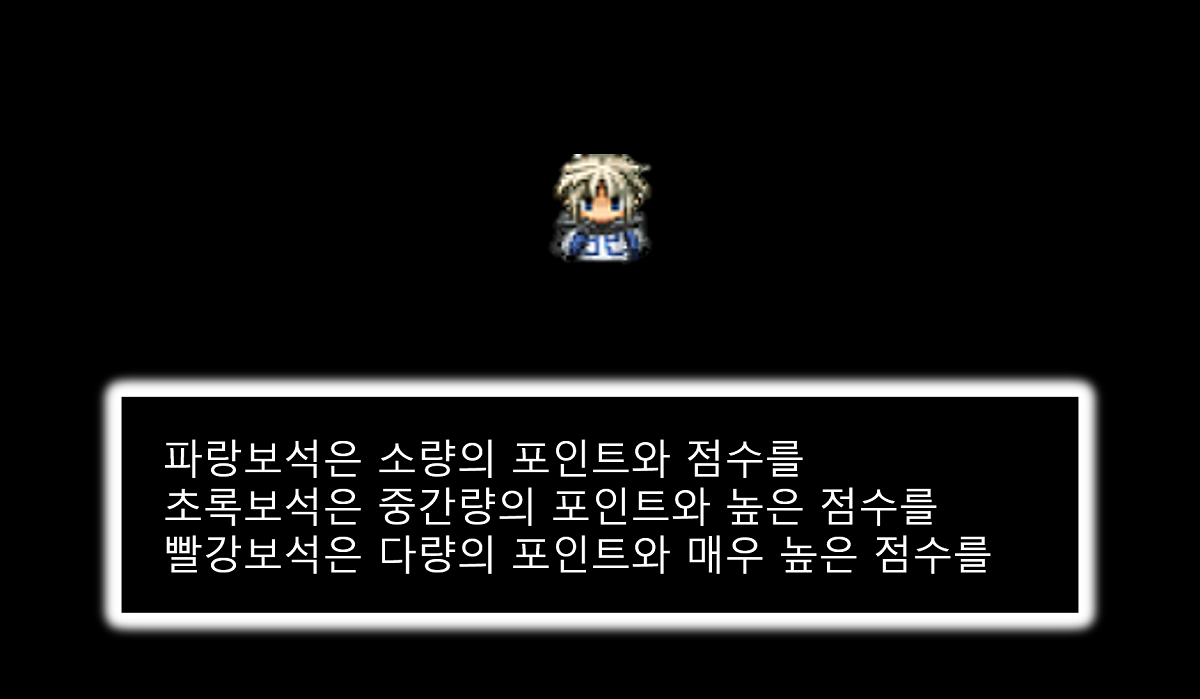 파랑보석은 소량의 포인트와 점수를
초록보석은 중간량의 포인트와 높은 점수를
빨강보석은 다량의 포인트와 매우 높은 점수를